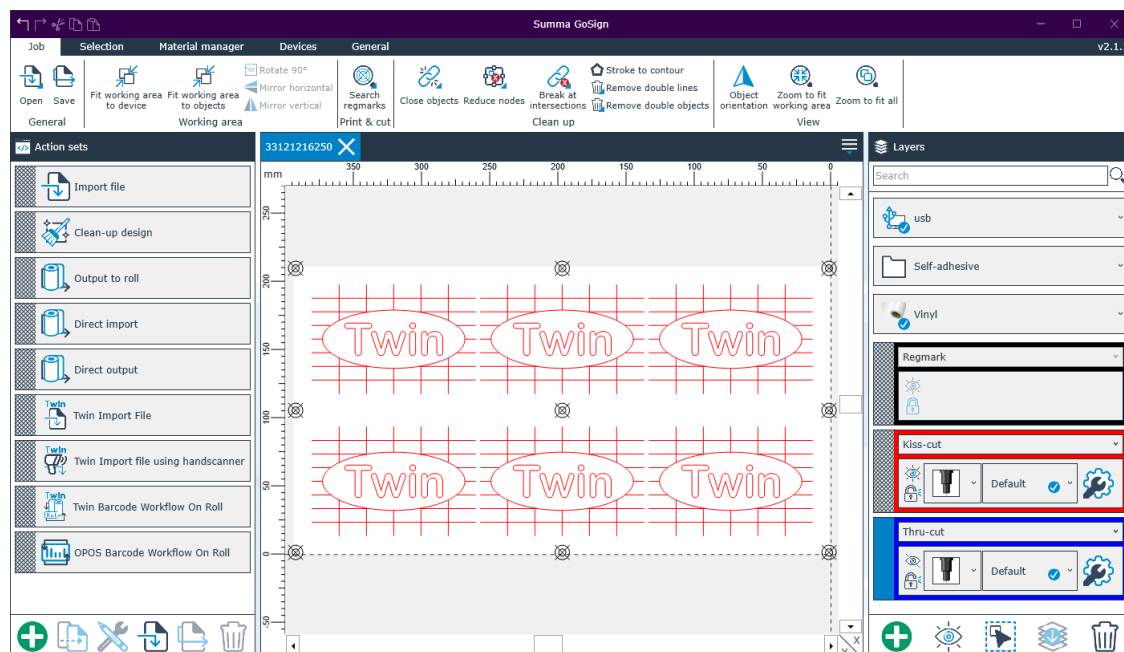 Summa GoSign
Job Selection Material manager Devices General v2.1.
Open Save Fit working area to device Fit working area to objects Rotate 90° Mirror horizontal Mirror vertical Search regmarks Close objects Reduce nodes Break at intersections Stroke to contour Remove double lines Remove double objects Object orientation Zoom to fit working area Zoom to fit all
General Working area Print & cut Clean up View
Action sets
Import file
Clean-up design
Output to roll
Direct import
Direct output
Twin
Twin Import File
Twin
Twin Import file using handscanner
Twin
Twin Barcode Workflow On Roll
OPOS Barcode Workflow On Roll
33121216250
mm 350 300 250 200 150 100 50 0
250
200
150
100
50
0
50
Twin Twin Twin
Twin Twin Twin
X
Y
Layers
Search
usb
Self-adhesive
Vinyl
Regmark
Kiss-cut
Default
Thru-cut
Default